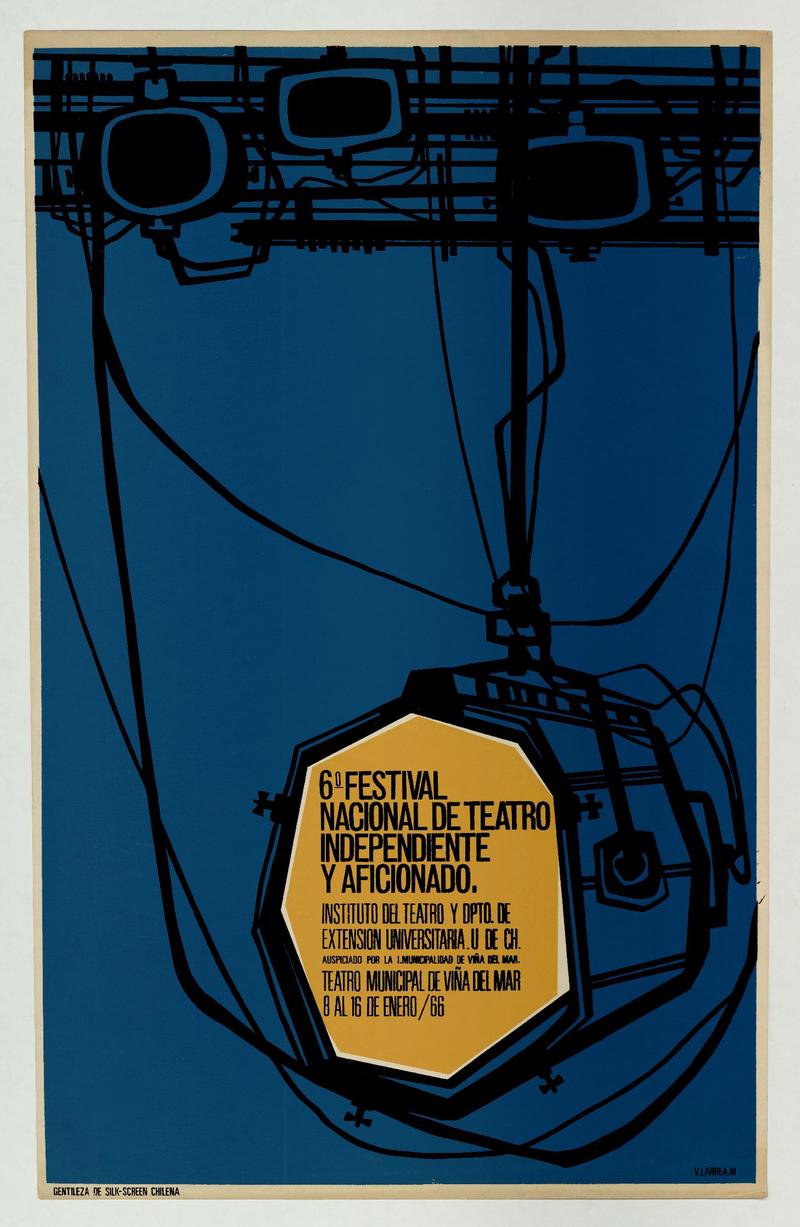 6º FESTIVAL
NACIONAL DE TEATRO
INDEPENDIENTE
Y AFICIONADO.
INSTITUTO DEL TEATRO Y DPTO. DE
EXTENSION UNIVERSITARIA. U DE CH.
AUSPICIADO POR LA I. MUNICIPALIDAD DE VIÑA DEL MAR.
TEATRO MUNICIPAL DE VIÑA DEL MAR
8 AL 16 DE ENERO/66
V. LARREA. M
GENTILEZA DE SILK-SCREEN CHILENA